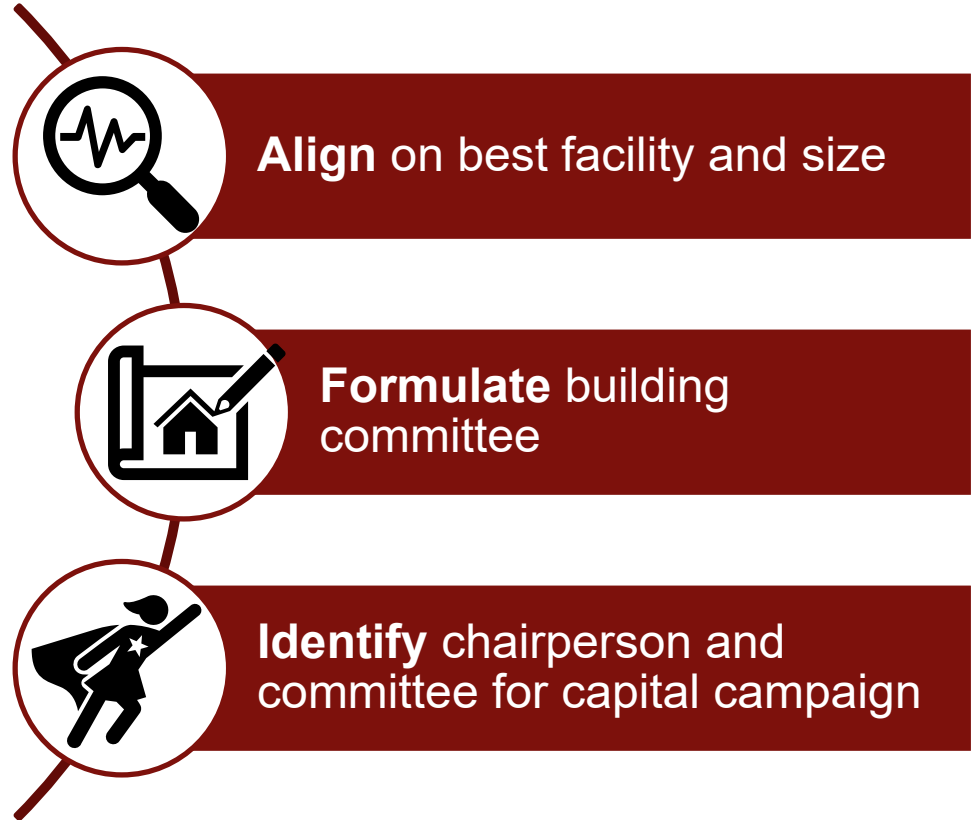 Align on best facility and size
Formulate building
committee
Identify chairperson and
committee for capital campaign